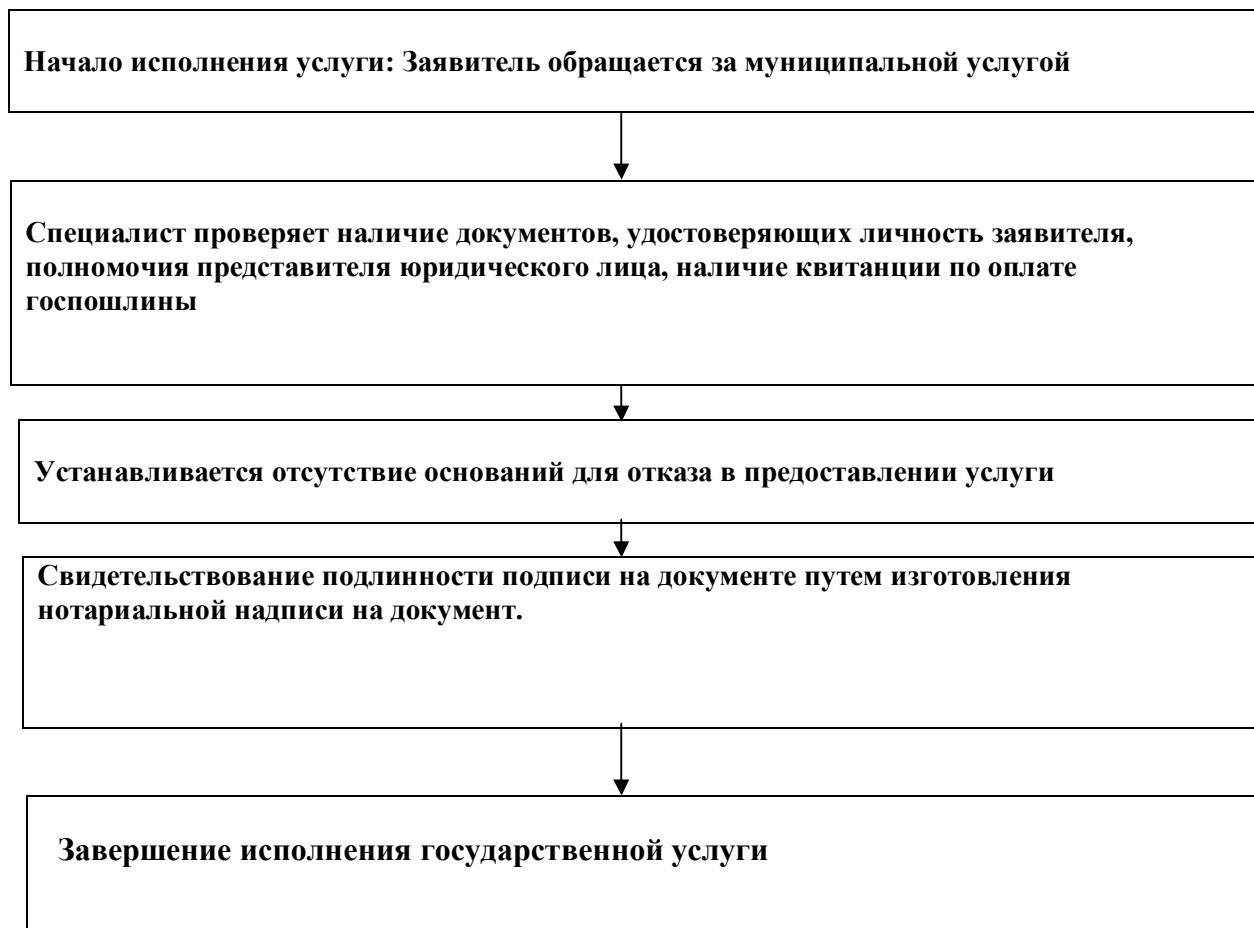 Начало исполнения услуги: Заявитель обращается за муниципальной услугой
Специалист проверяет наличие документов, удостоверяющих личность заявителя,
полномочия представителя юридического лица, наличие квитанции по оплате
госпошлины
Устанавливается отсутствие оснований для отказа в предоставлении услуги
Свидетельствование подлинности подписи на документе путем изготовления
нотариальной надписи на документ.
Завершение исполнения государственной услуги